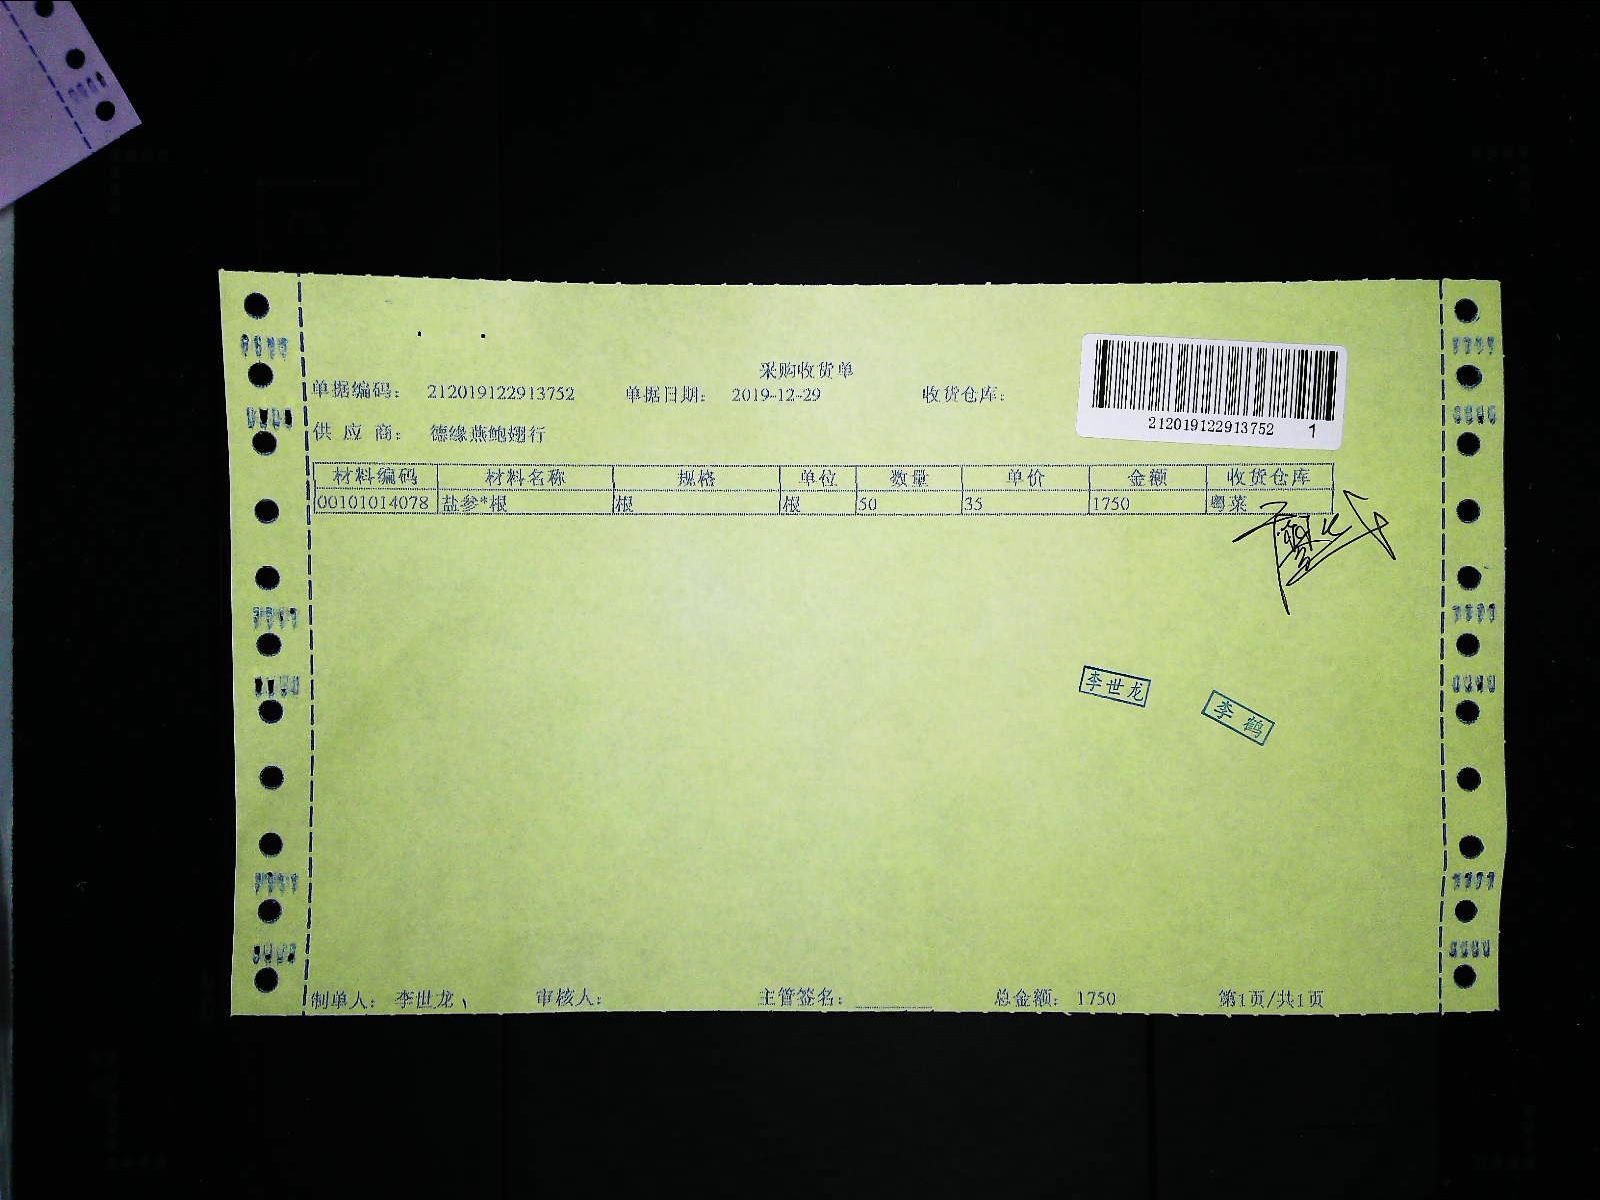 采购收货单
单据编码： 212019122913752 单据日期： 2019-12-29 收货仓库：
供 应 商： 德缘燕鲍翅行
212019122913752 1
材料编码 材料名称 规格 单位 数量 单价 金额 收货仓库
00101014078 盐参*根 根 根 50 35 1750 粤菜
李世龙
李鹤
制单人： 李世龙、 审核人： 主管签名： 总金额： 1750 第1页/共1页